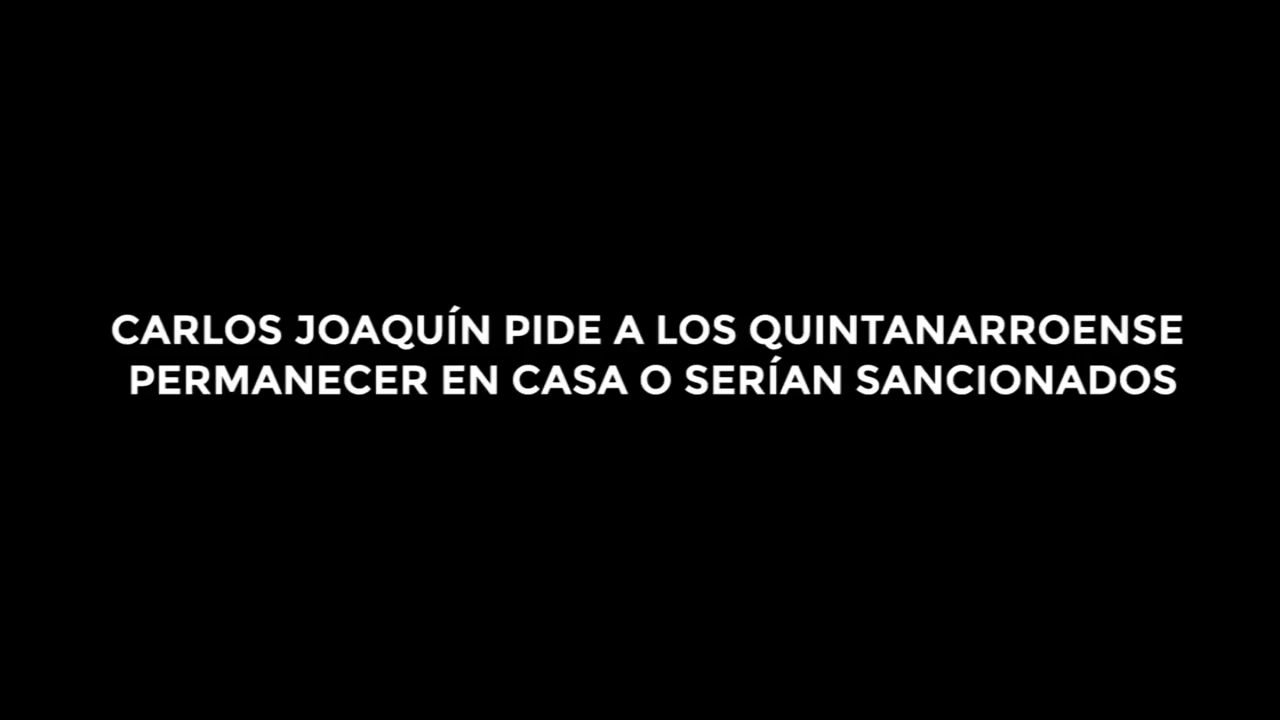 CARLOS JOAQUÍN PIDE A LOS QUINTANARROENSE
PERMANECER EN CASA O SERÍAN SANCIONADOS